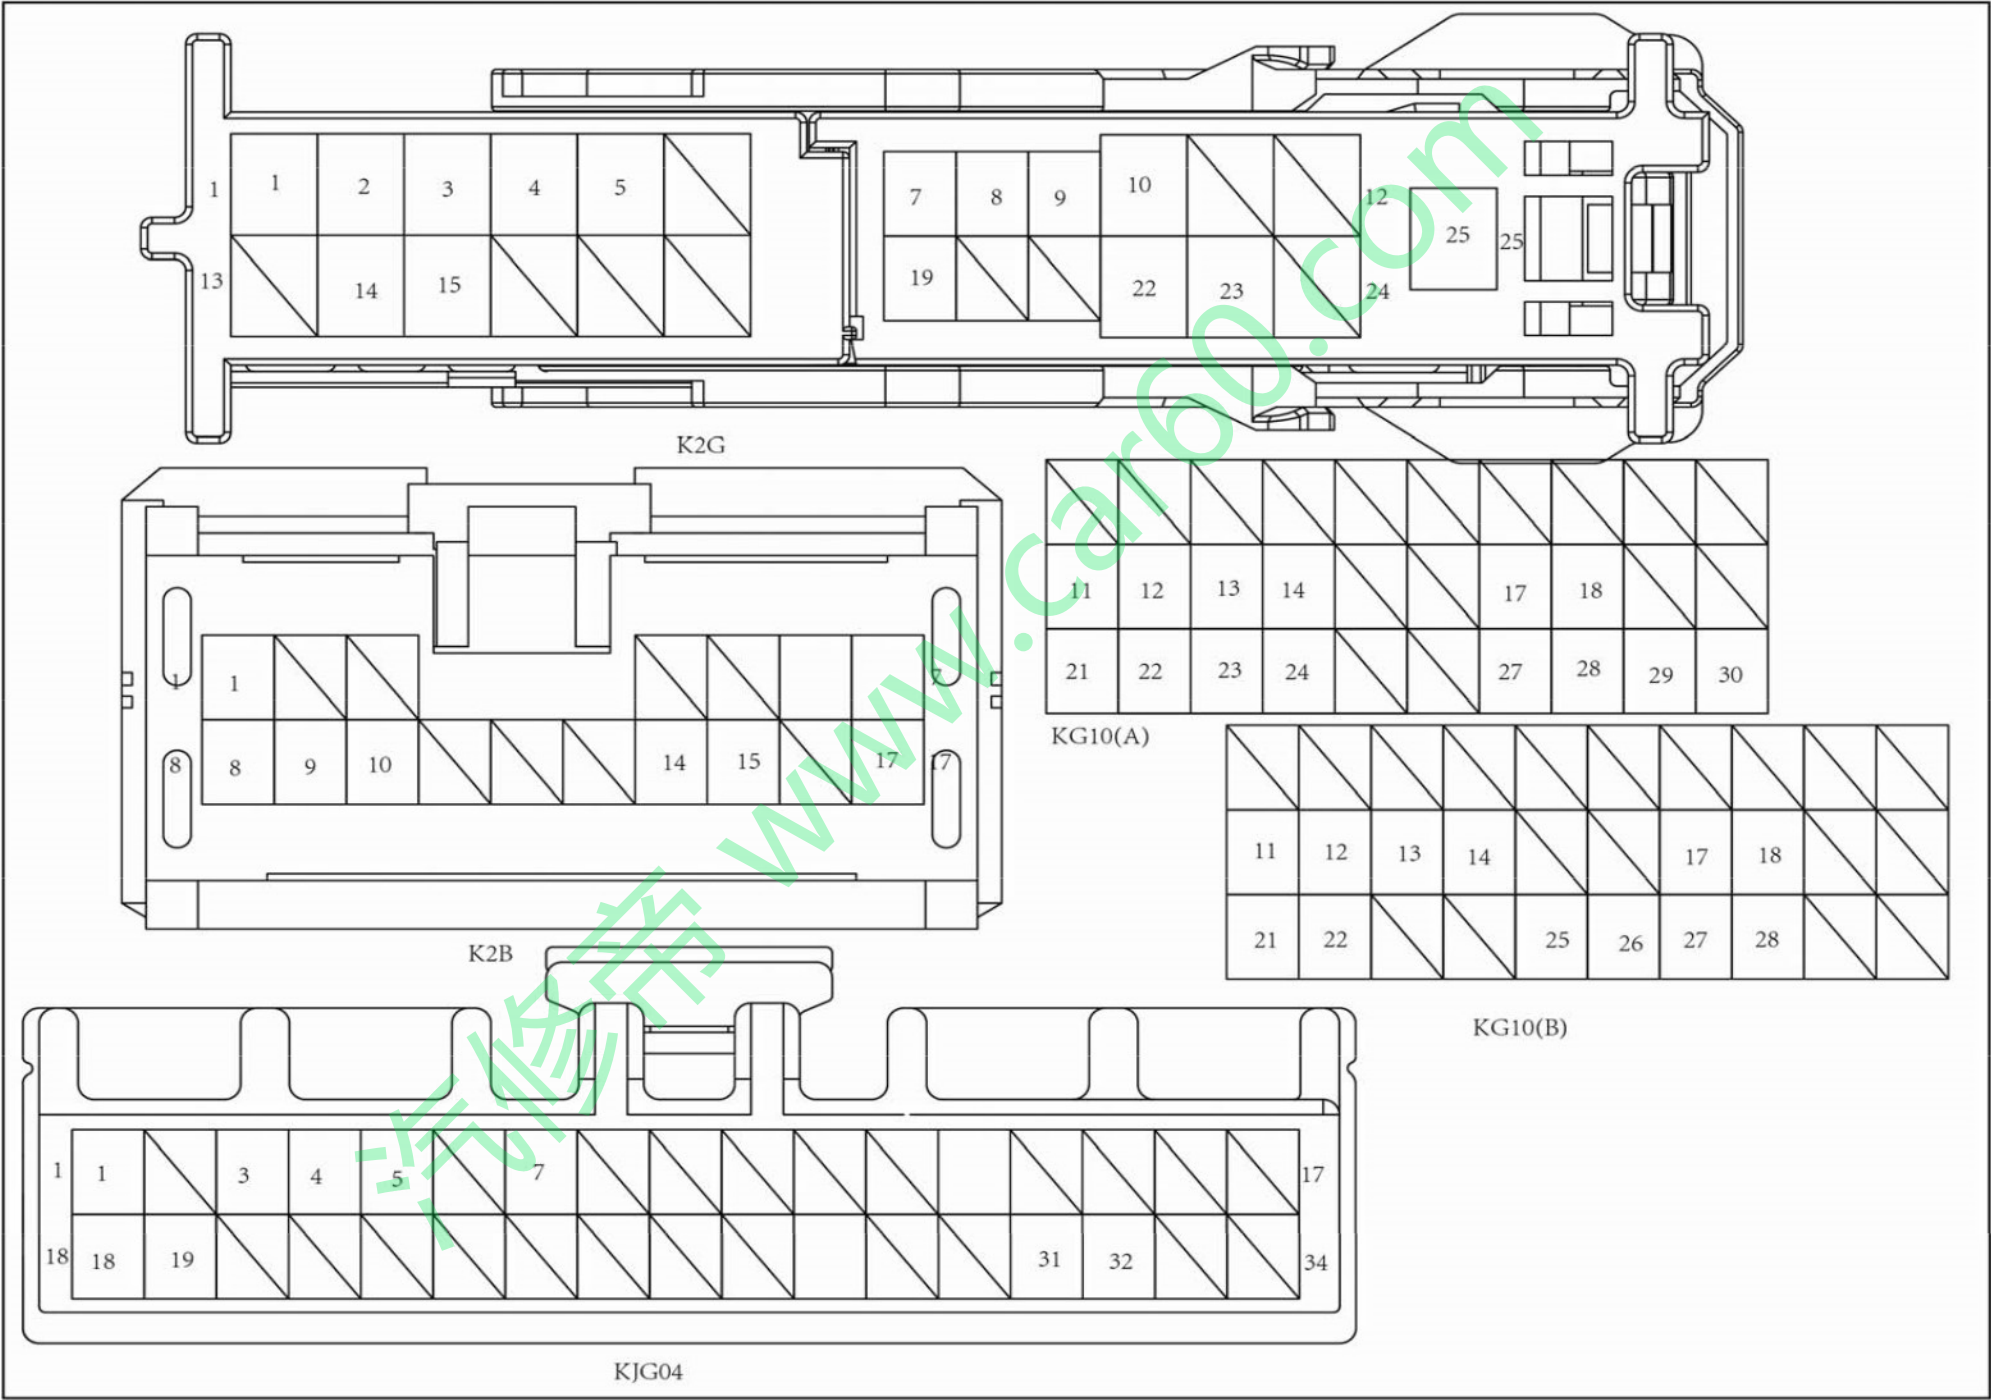 1 1 2 3 4 5 7 8 9 10 12
25 25
13 14 15 19 22 23 24
K2G
11 12 13 14 17 18
21 22 23 24 27 28 29 30
KG10(A)
1 1 7
8 8 9 10 14 15 17 17
K2B
11 12 13 14 17 18
21 22 25 26 27 28
KG10(B)
1 1 3 4 5 7 17
18 18 19 31 32 34
KJG04
汽修帝 www.car60.com